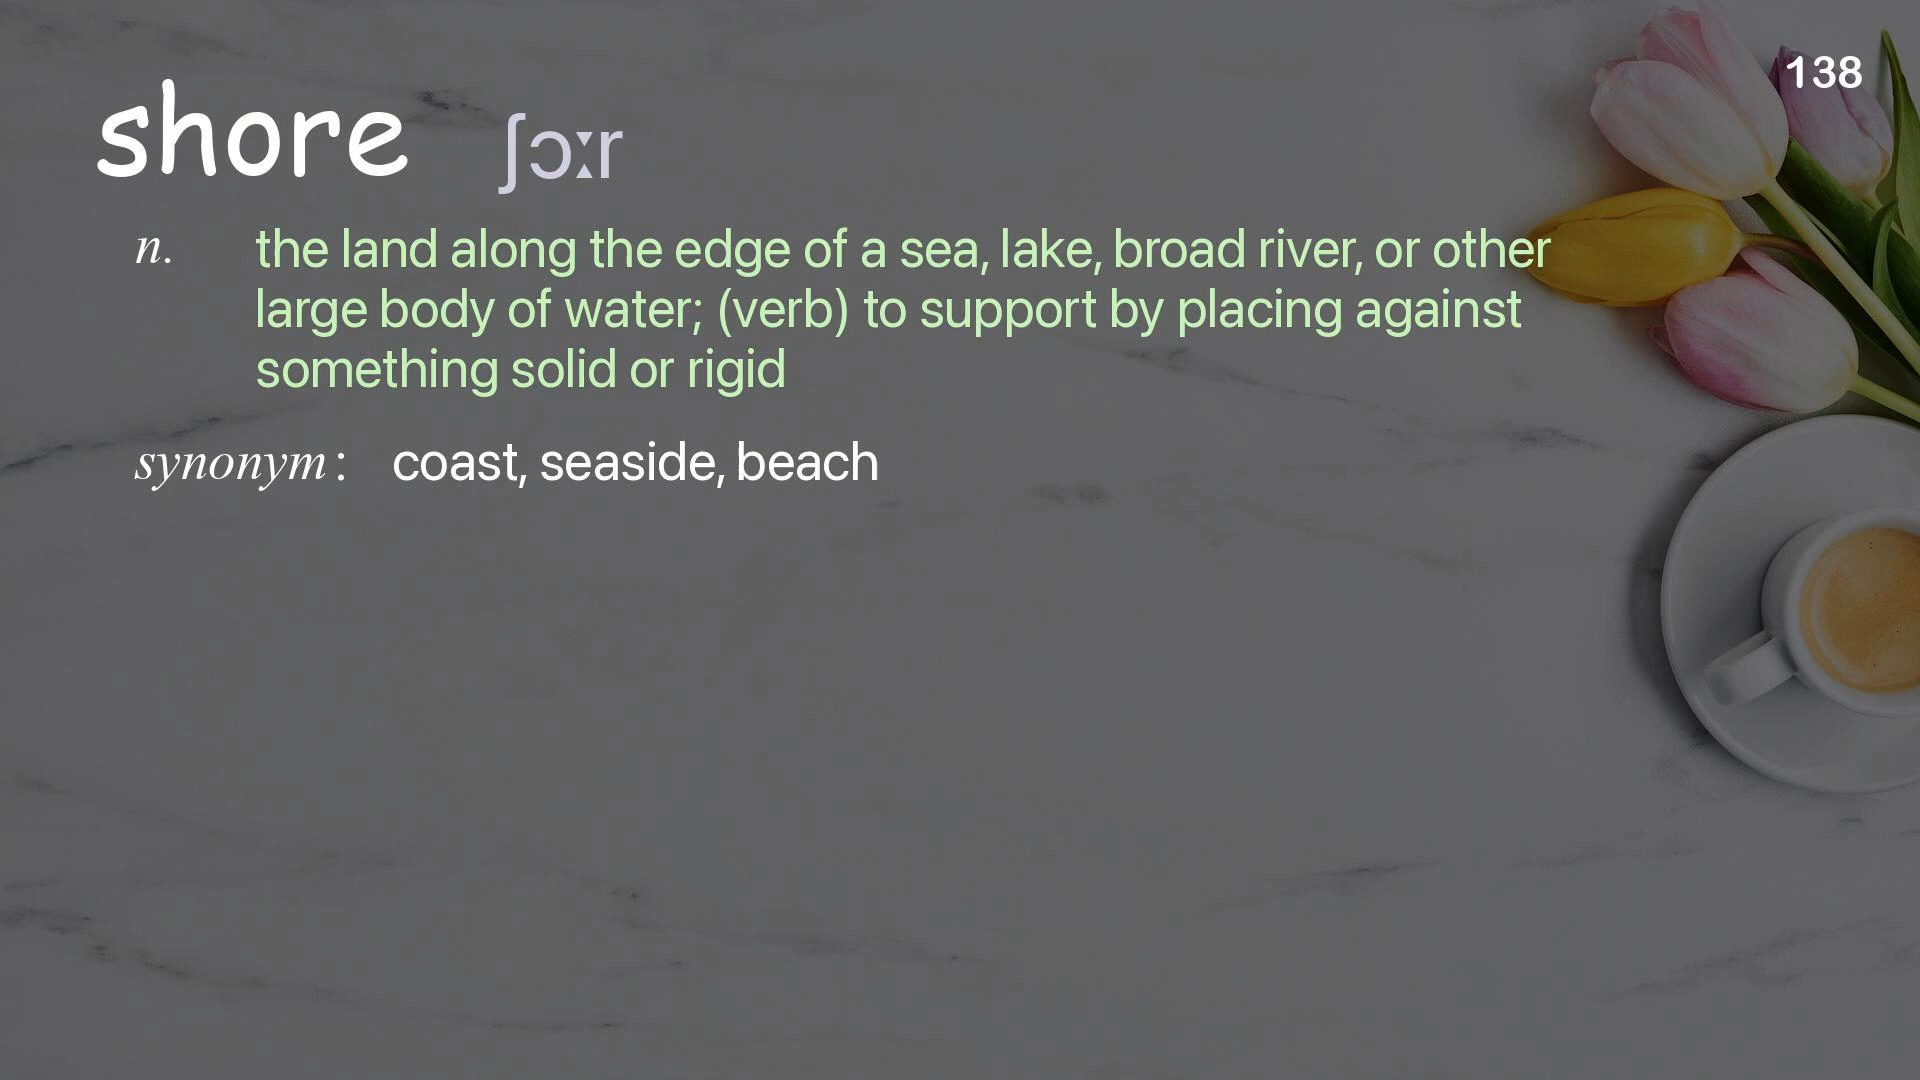 138
shore ʃɔːr
n. the land along the edge of a sea, lake, broad river, or other
large body of water; (verb) to support by placing against
something solid or rigid
synonym: coast, seaside, beach